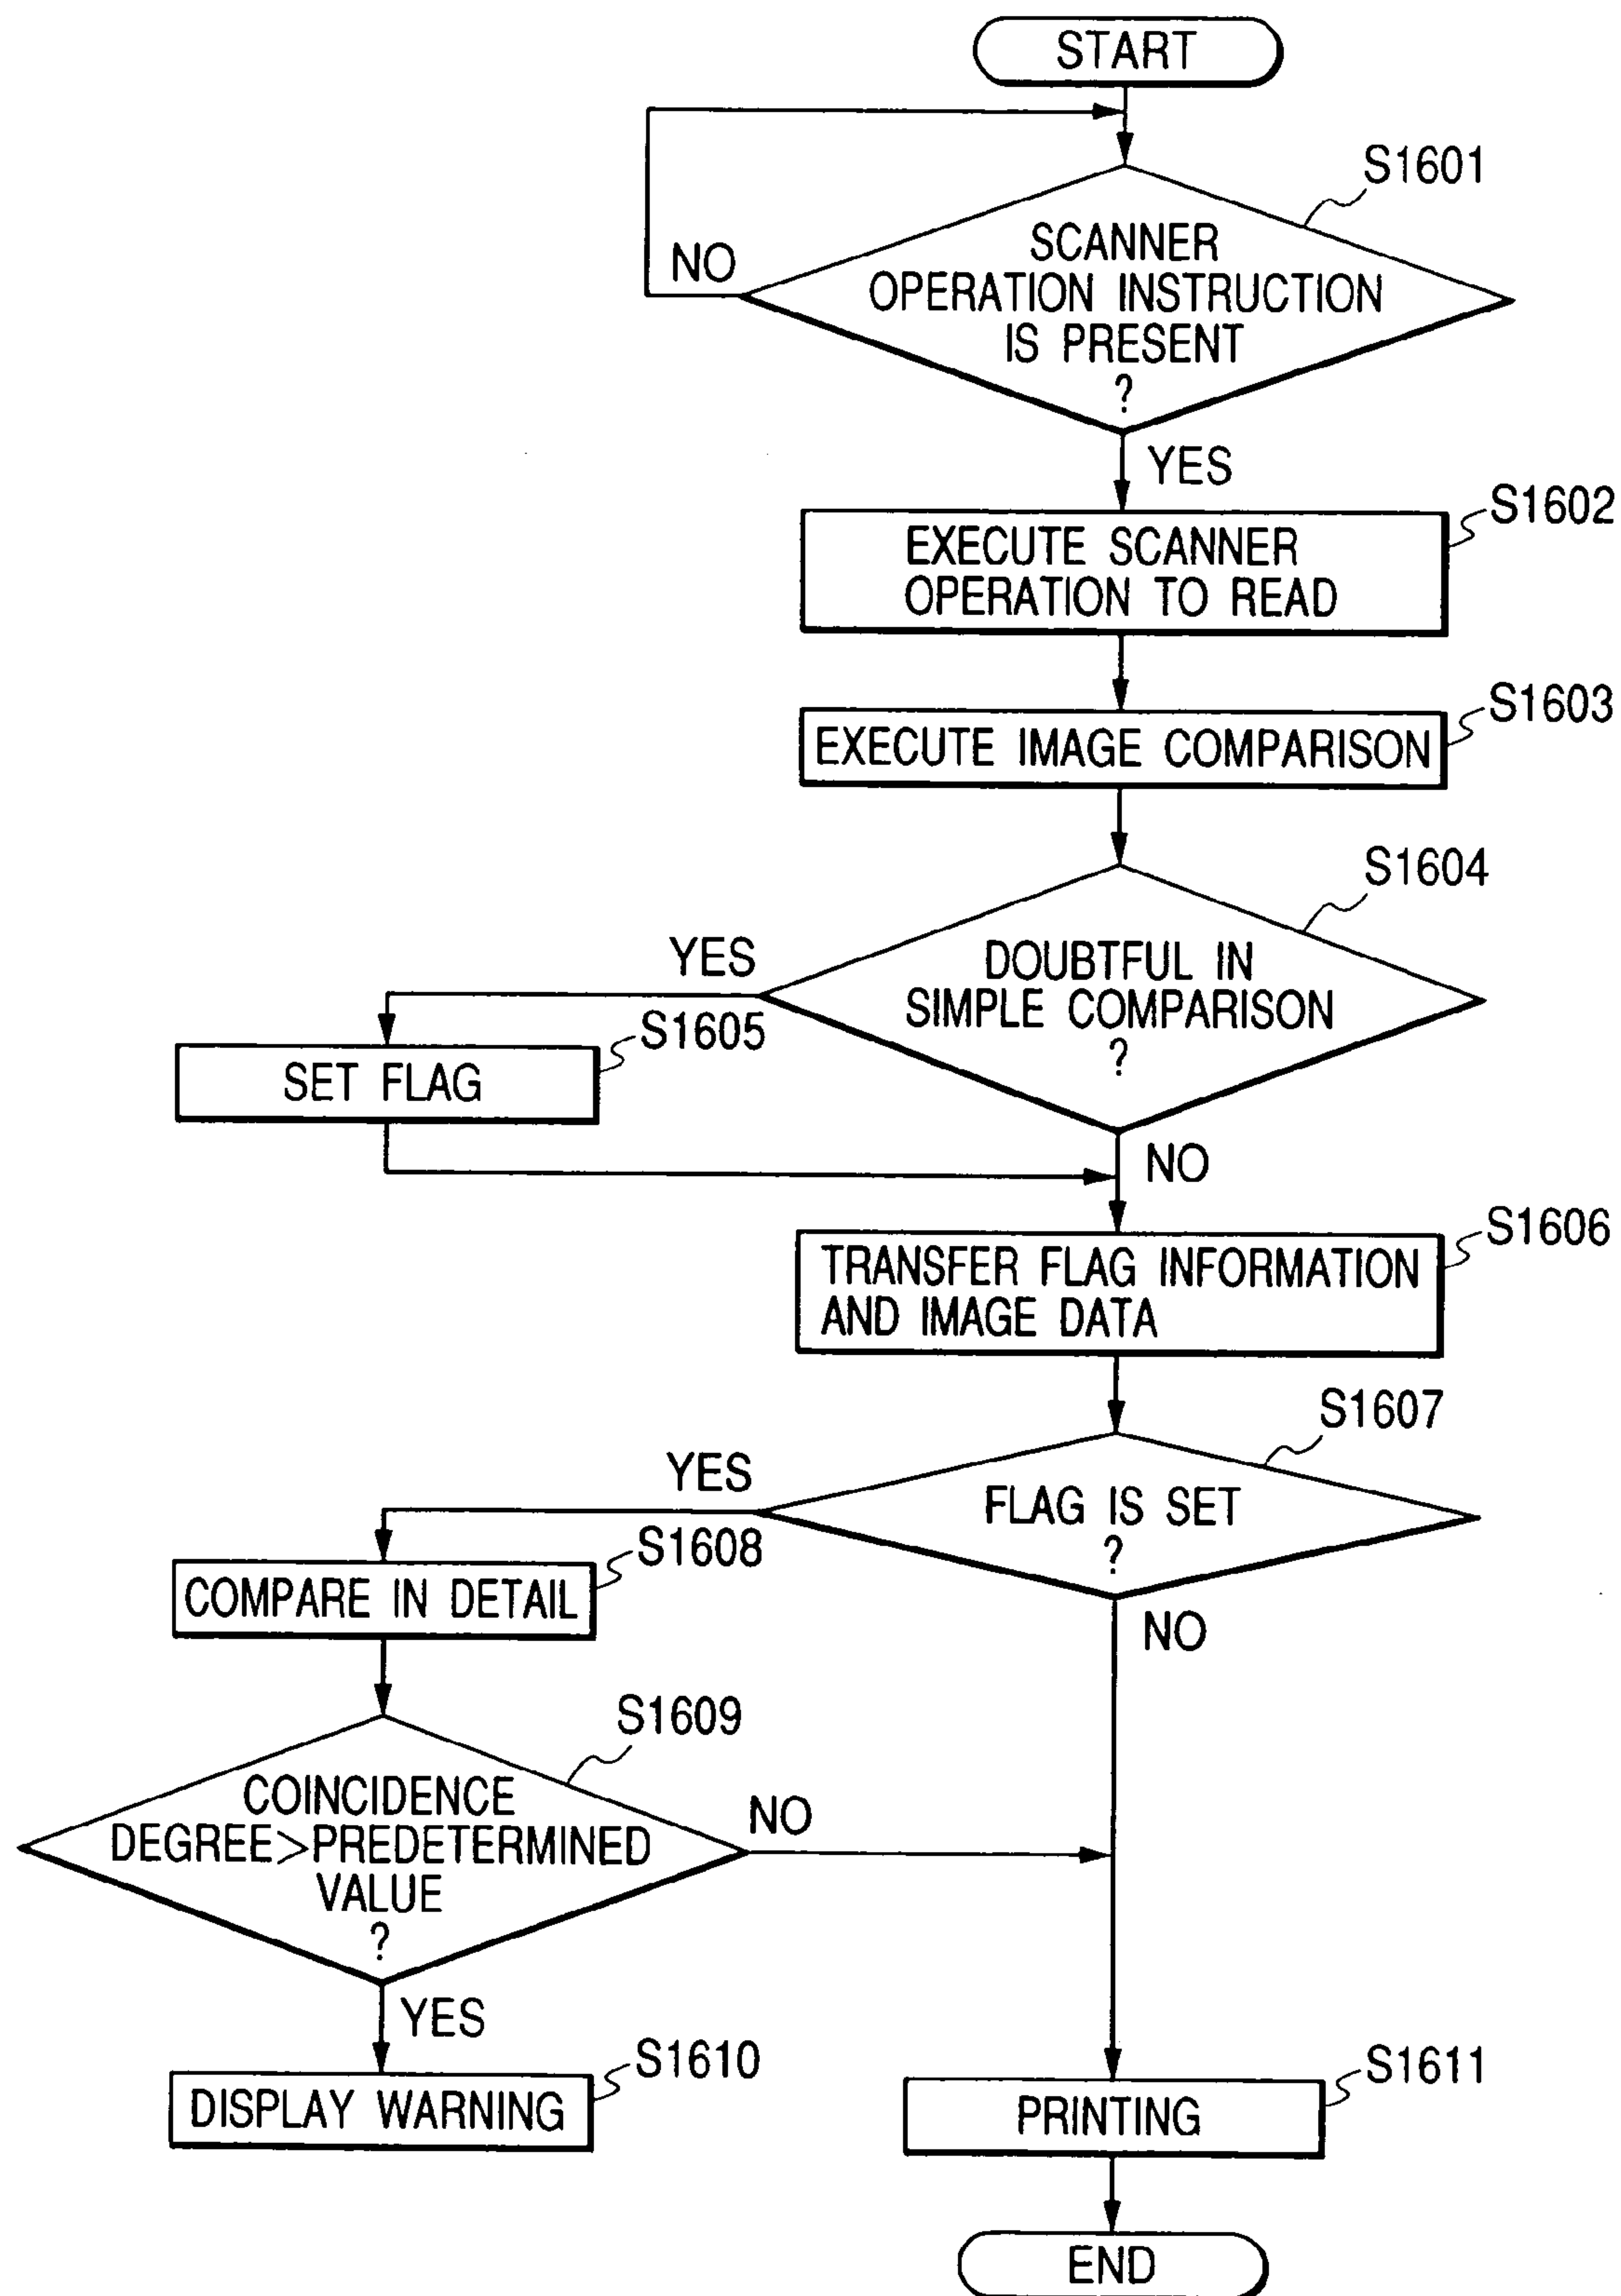 START
S1601
SCANNER
OPERATION INSTRUCTION
IS PRESENT
?
NO
YES
S1602
EXECUTE SCANNER
OPERATION TO READ
S1603
EXECUTE IMAGE COMPARISON
S1604
DOUBTFUL IN
SIMPLE COMPARISON
?
YES
S1605
SET FLAG
NO
S1606
TRANSFER FLAG INFORMATION
AND IMAGE DATA
S1607
FLAG IS SET
?
YES
S1608
COMPARE IN DETAIL
NO
S1609
COINCIDENCE
DEGREE>PREDETERMINED
VALUE
?
NO
YES
S1610
DISPLAY WARNING
S1611
PRINTING
END